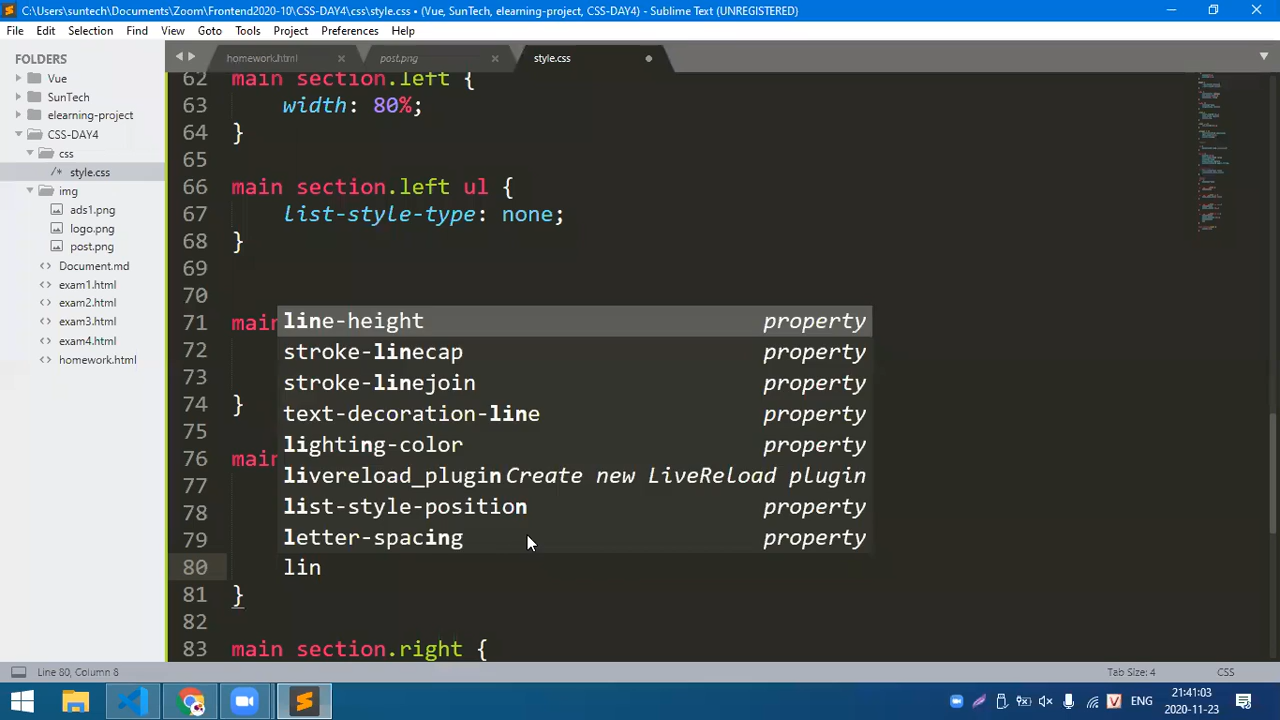 C:\Users\suntech\Documents\Zoom\Frontend2020-10\CSS-DAY4\css\style.css • (Vue, SunTech, elearning-project, CSS-DAY4) - Sublime Text (UNREGISTERED)
File Edit Selection Find View Goto Tools Project Preferences Help
FOLDERS
Vue
SunTech
elearning-project
CSS-DAY4
css
/* style.css
img
ads1.png
logo.png
post.png
<> Document.md
<> exam1.html
<> exam2.html
<> exam3.html
<> exam4.html
<> homework.html
homework.html × post.png × style.css
62 main section.left {
63 width: 80%;
64 }
65
66 main section.left ul {
67 list-style-type: none;
68 }
69
70
71 main
72
73
74 }
75
76 main
77
78
79
80 lin
81 }
82
83 main section.right {
line-height property
stroke-linecap property
stroke-linejoin property
text-decoration-line property
lighting-color property
livereload_plugin Create new LiveReload plugin
list-style-position property
letter-spacing property
Line 80, Column 8 Tab Size: 4 CSS
V ENG 21:41:03
2020-11-23